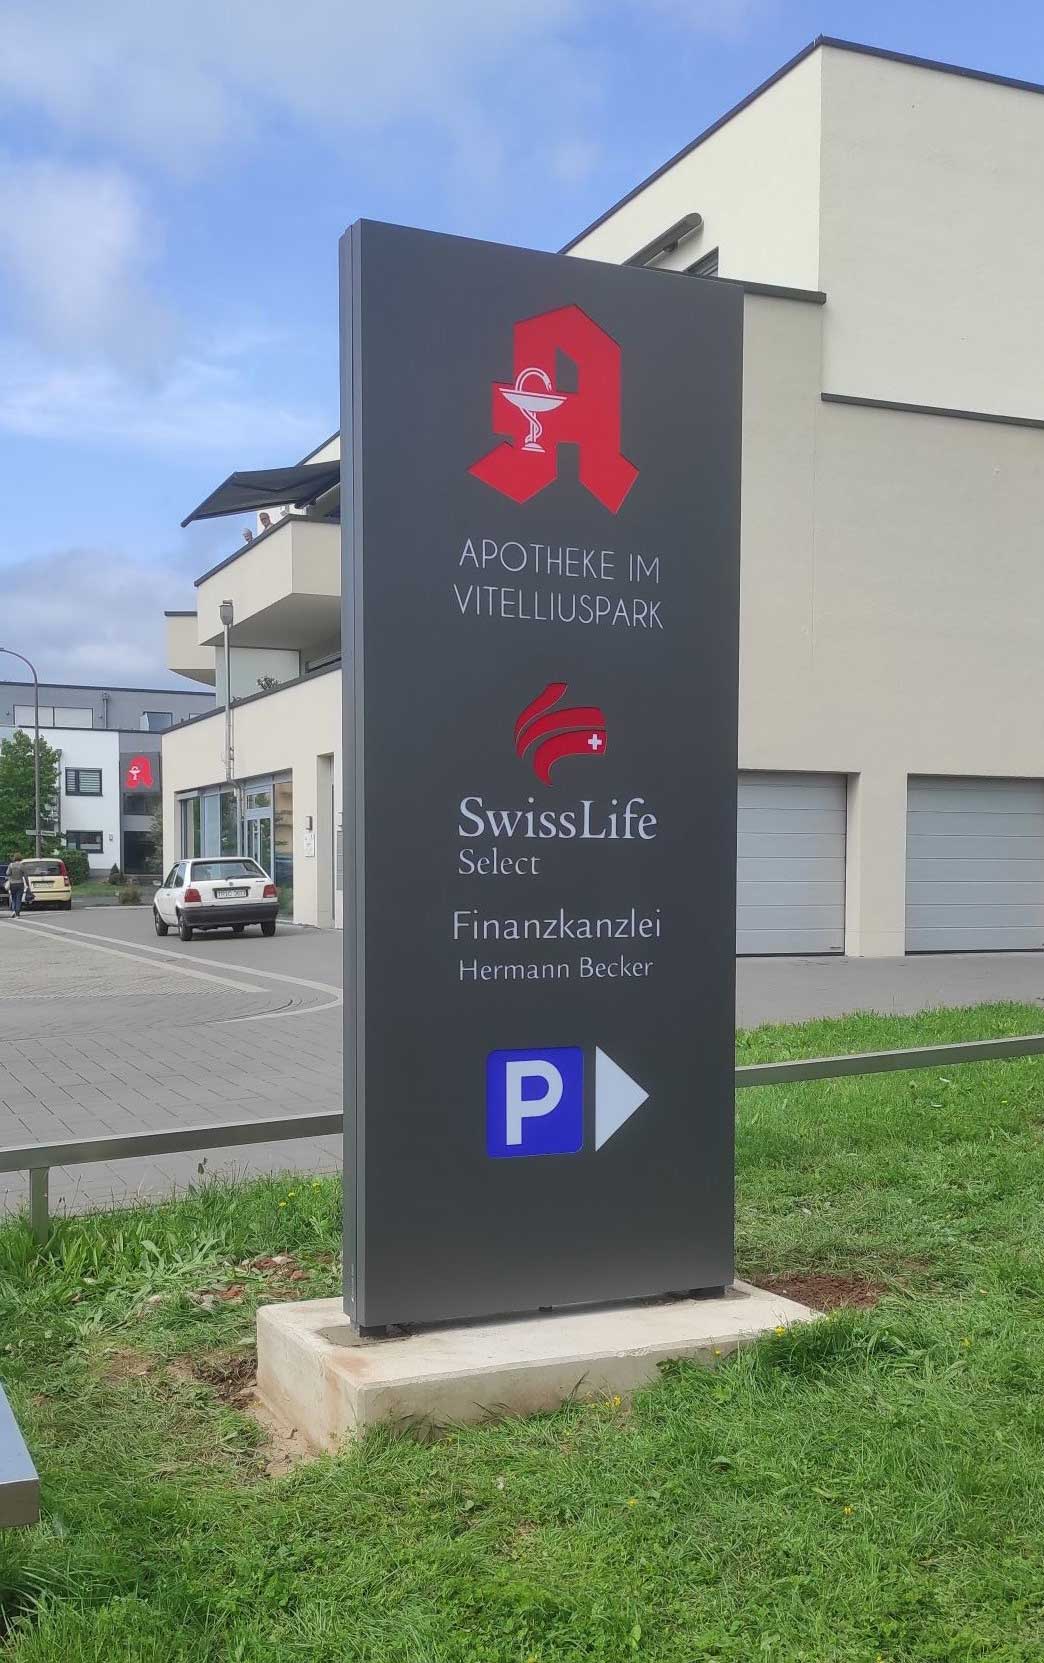 APOTHEKE IM
VITELLIUSPARK
SwissLife
Select
Finanzkanzlei
Hermann Becker
P